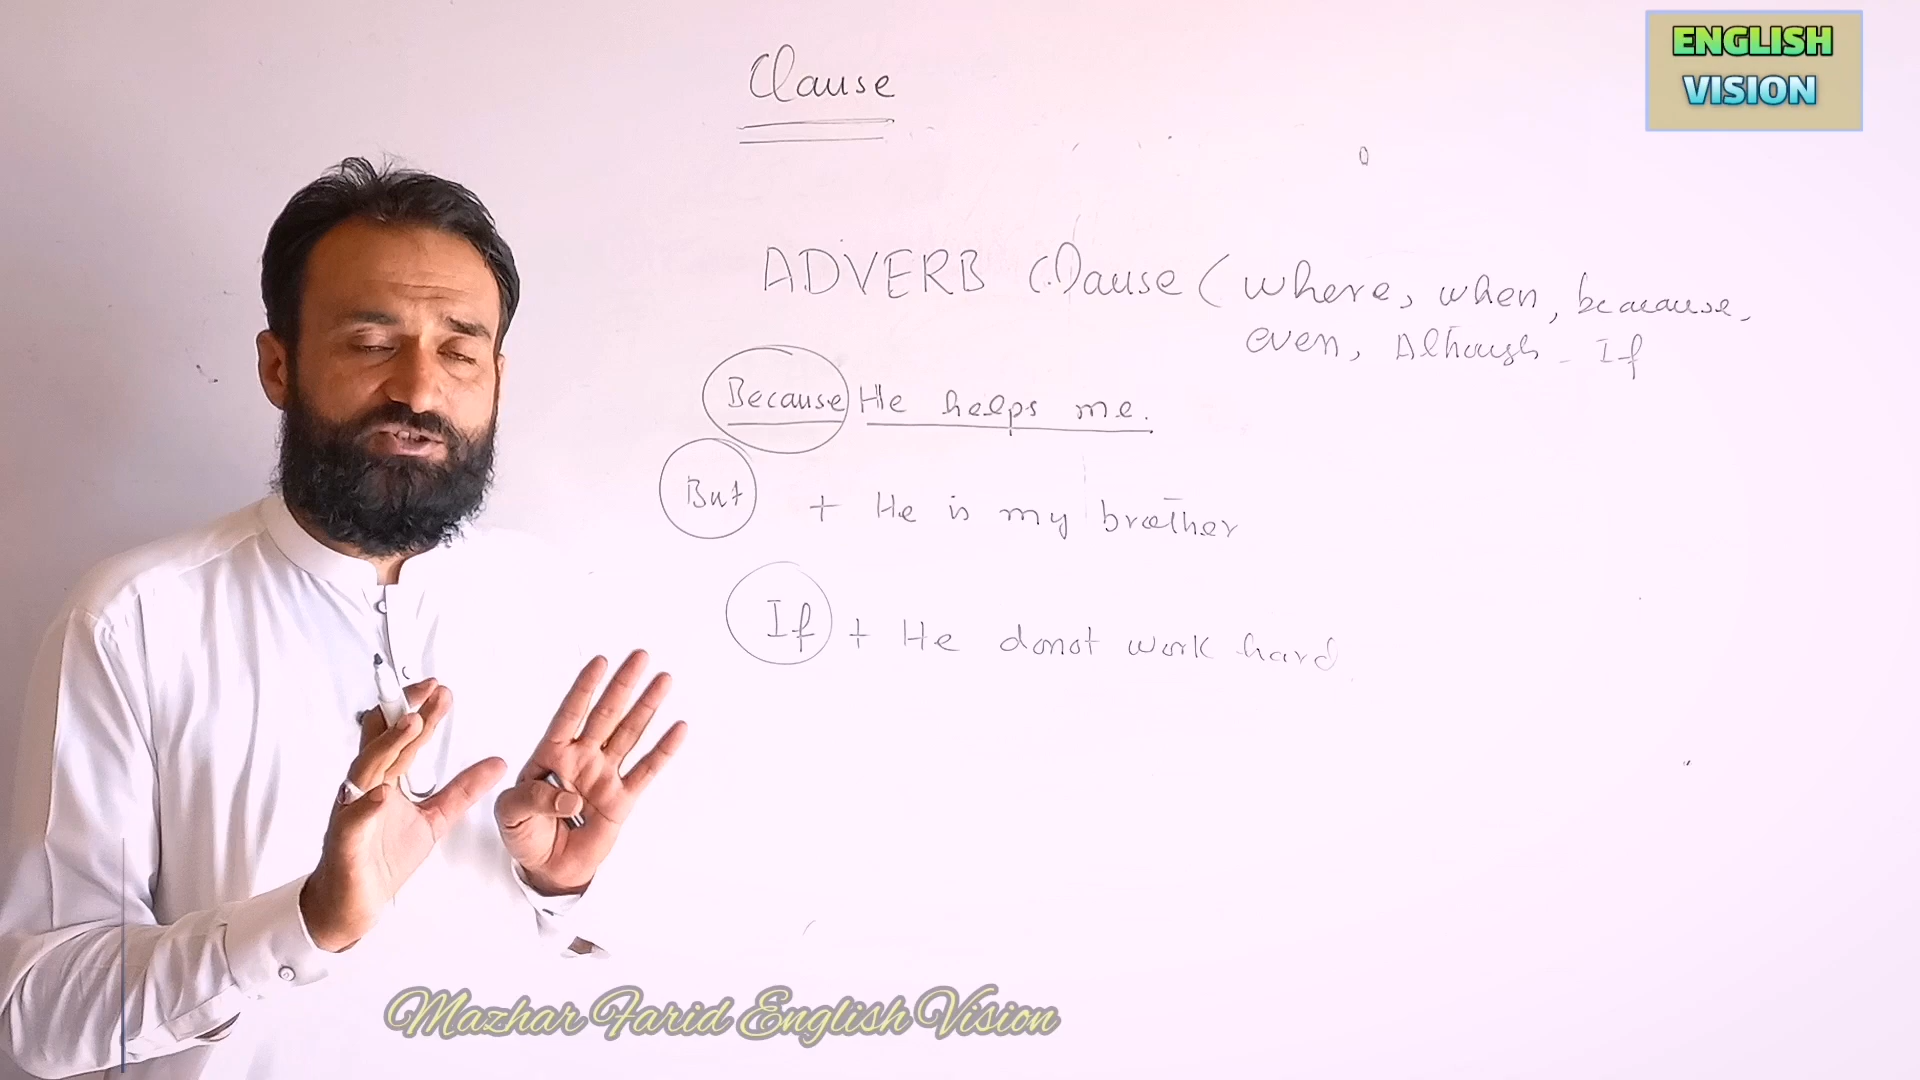 ENGLISH
VISION
Clause
ADVERB Clause ( where, when, becacause,
even, Although - If
Because He helps me.
But + He is my brother
If + He donot work hard
Mazhar Farid English Vision